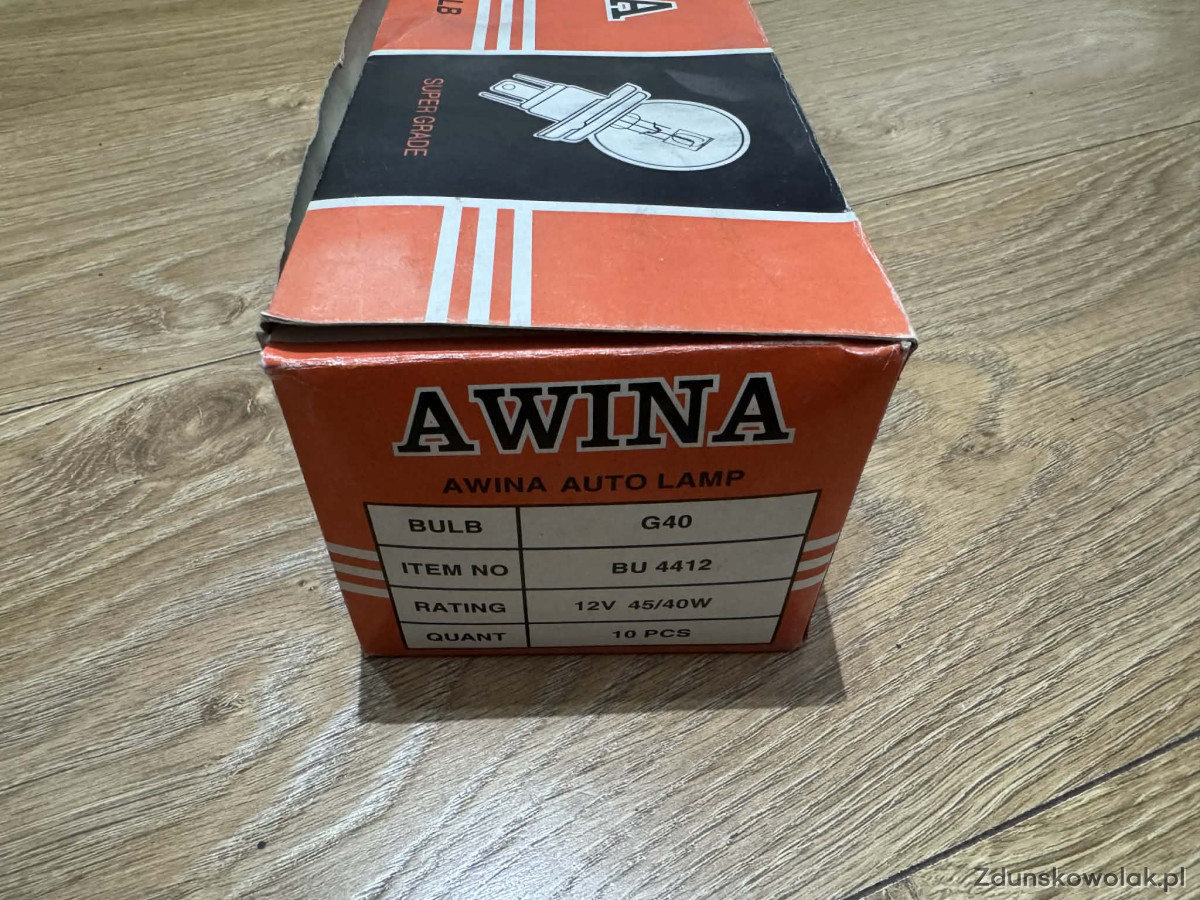 LB
A
SUPER GRADE
AWINA
AWINA AUTO LAMP
BULB G40
ITEM NO BU 4412
RATING 12V 45/40W
QUANT 10 PCS
Zdunskowolak.pl